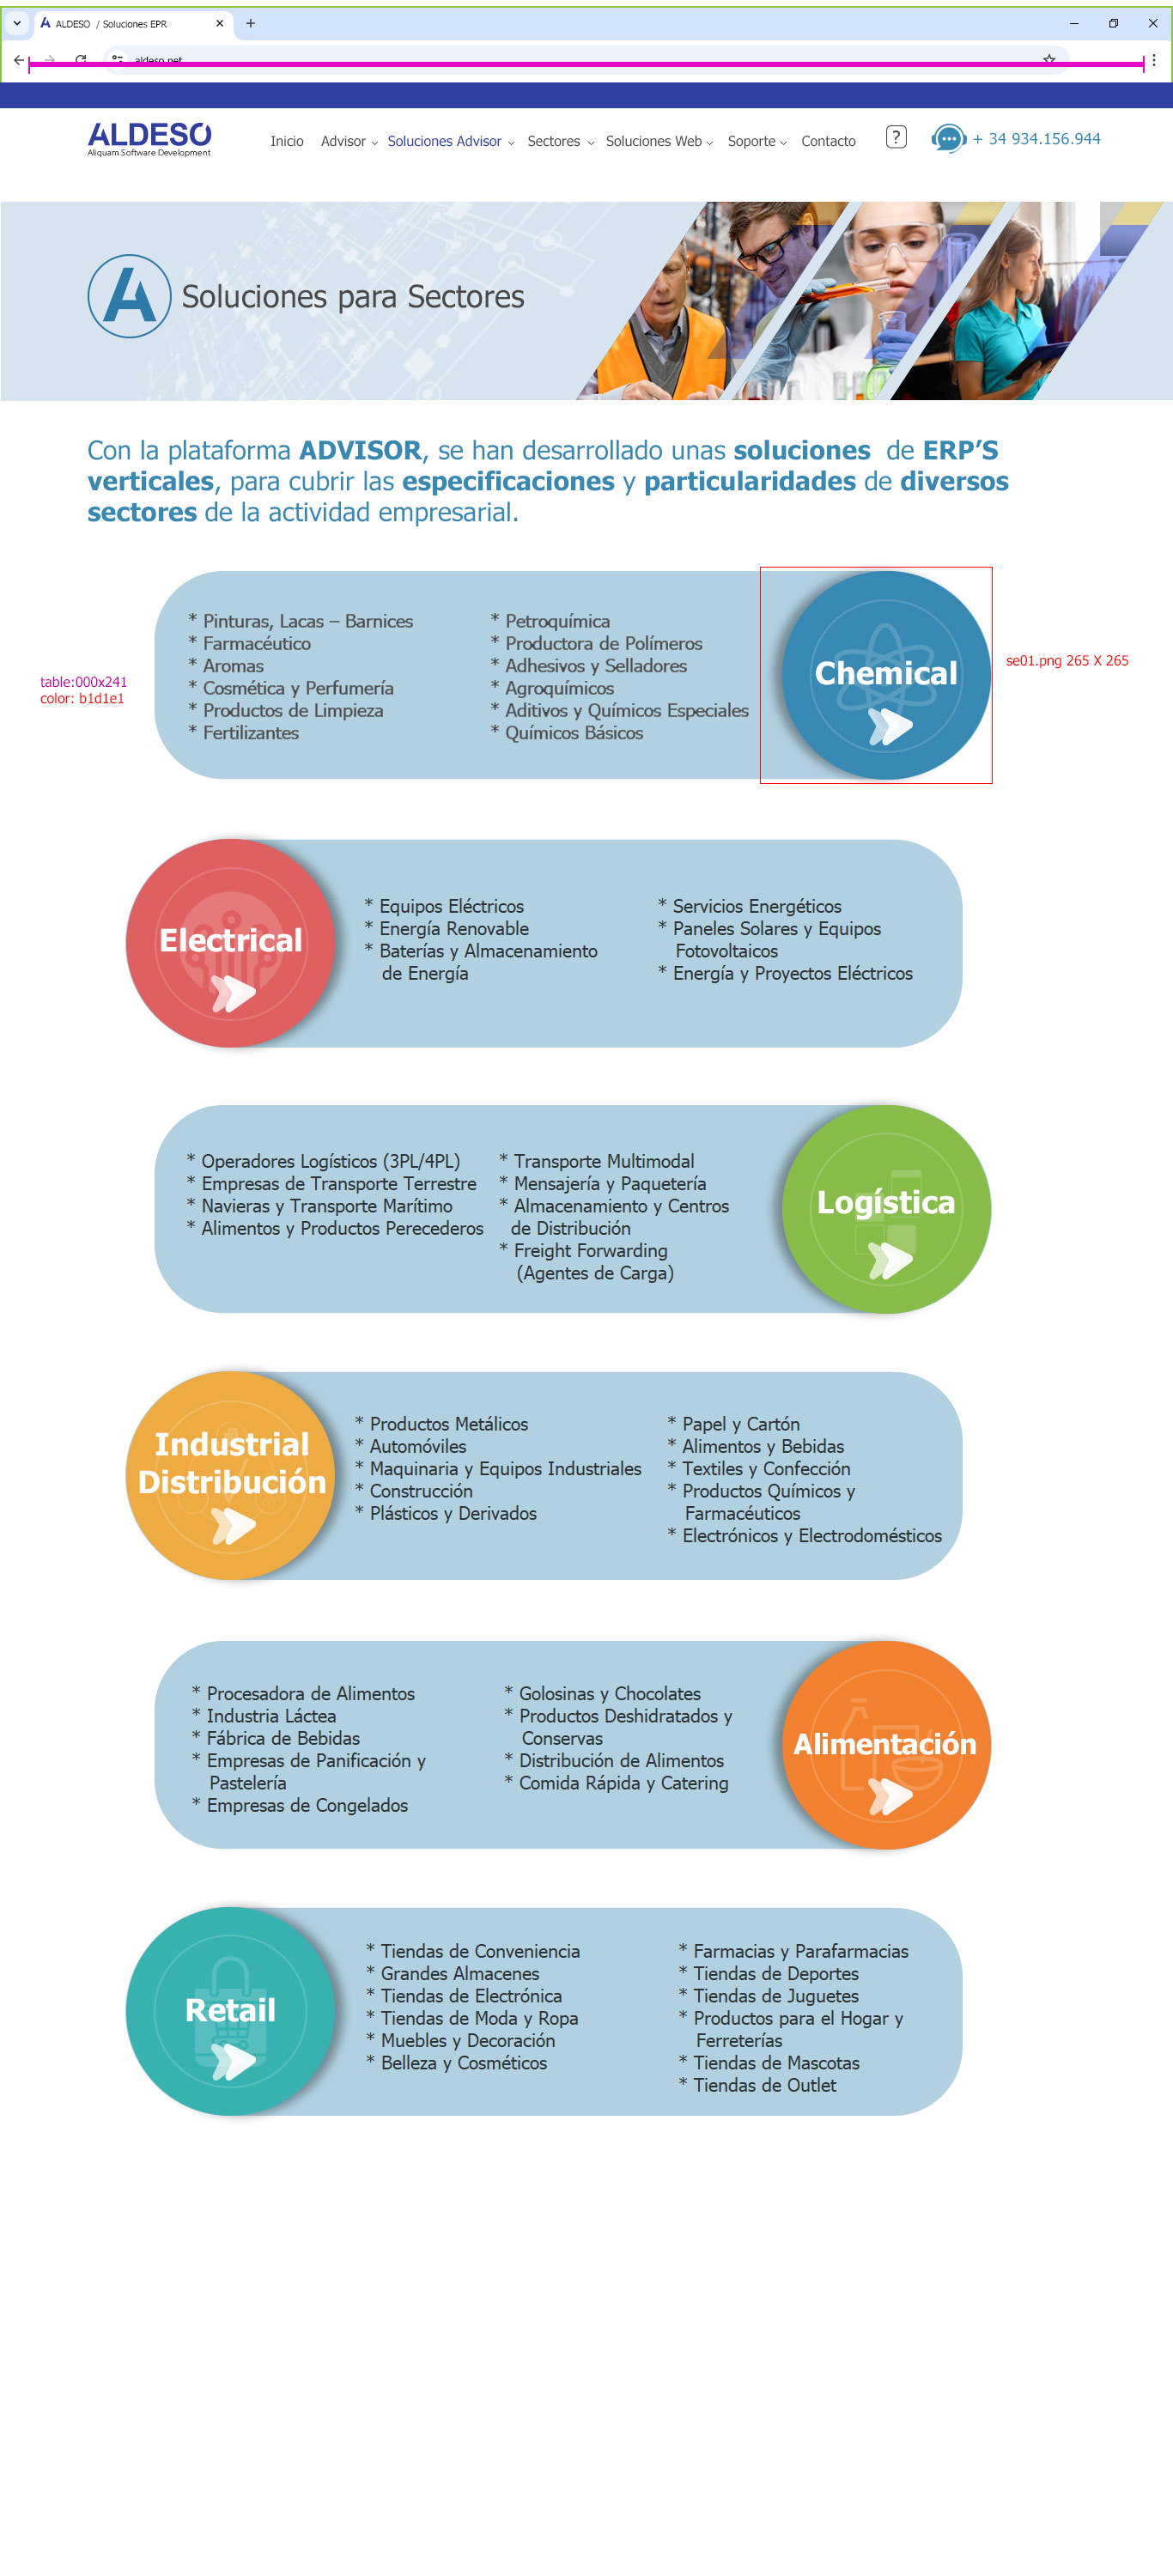 ALDESO / Soluciones EPR
aldeso.net
ALDESO
Aliquam Software Development
Inicio Advisor Soluciones Advisor Sectores Soluciones Web Soporte Contacto ? + 34 934.156.944
Soluciones para Sectores
Con la plataforma ADVISOR, se han desarrollado unas soluciones de ERP'S
verticales, para cubrir las especificaciones y particularidades de diversos
sectores de la actividad empresarial.
table:000x241
color: b1d1e1
* Pinturas, Lacas – Barnices
* Farmacéutico
* Aromas
* Cosmética y Perfumería
* Productos de Limpieza
* Fertilizantes
* Petroquímica
* Productora de Polímeros
* Adhesivos y Selladores
* Agroquímicos
* Aditivos y Químicos Especiales
* Químicos Básicos
Chemical
se01.png 265 X 265
Electrical
* Equipos Eléctricos
* Energía Renovable
* Baterías y Almacenamiento
de Energía
* Servicios Energéticos
* Paneles Solares y Equipos
Fotovoltaicos
* Energía y Proyectos Eléctricos
* Operadores Logísticos (3PL/4PL)
* Empresas de Transporte Terrestre
* Navieras y Transporte Marítimo
* Alimentos y Productos Perecederos
* Transporte Multimodal
* Mensajería y Paquetería
* Almacenamiento y Centros
de Distribución
* Freight Forwarding
(Agentes de Carga)
Logística
Industrial
Distribución
* Productos Metálicos
* Automóviles
* Maquinaria y Equipos Industriales
* Construcción
* Plásticos y Derivados
* Papel y Cartón
* Alimentos y Bebidas
* Textiles y Confección
* Productos Químicos y
Farmacéuticos
* Electrónicos y Electrodomésticos
* Procesadora de Alimentos
* Industria Láctea
* Fábrica de Bebidas
* Empresas de Panificación y
Pastelería
* Empresas de Congelados
* Golosinas y Chocolates
* Productos Deshidratados y
Conservas
* Distribución de Alimentos
* Comida Rápida y Catering
Alimentación
Retail
* Tiendas de Conveniencia
* Grandes Almacenes
* Tiendas de Electrónica
* Tiendas de Moda y Ropa
* Muebles y Decoración
* Belleza y Cosméticos
* Farmacias y Parafarmacias
* Tiendas de Deportes
* Tiendas de Juguetes
* Productos para el Hogar y
Ferreterías
* Tiendas de Mascotas
* Tiendas de Outlet